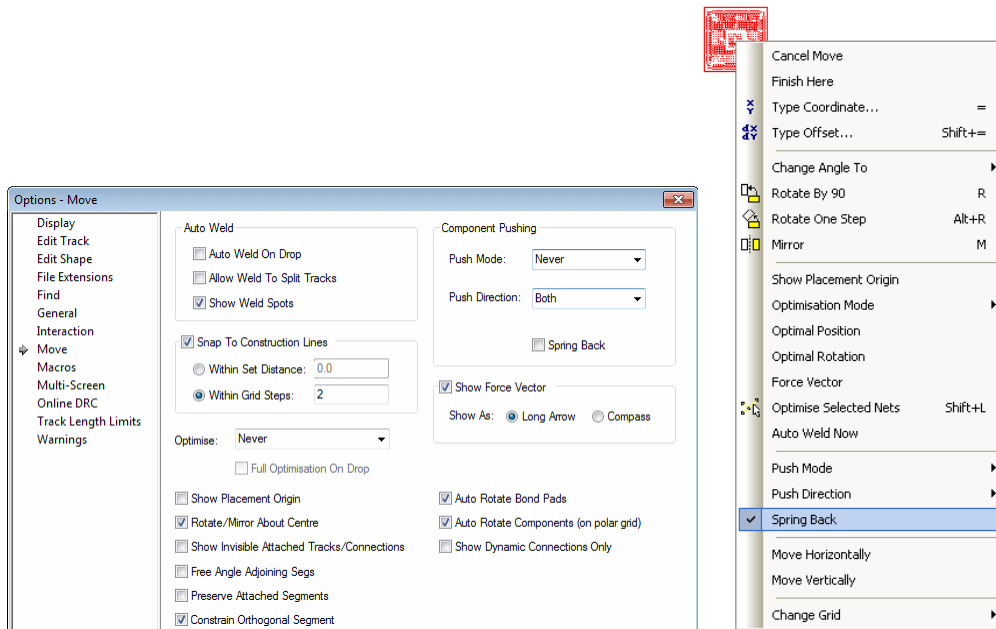 Options - Move
Display
Edit Track
Edit Shape
File Extensions
Find
General
Interaction
Move
Macros
Multi-Screen
Online DRC
Track Length Limits
Warnings
Auto Weld
Auto Weld On Drop
Allow Weld To Split Tracks
Show Weld Spots
Snap To Construction Lines
Within Set Distance: 0.0
Within Grid Steps: 2
Optimise: Never
Full Optimisation On Drop
Show Placement Origin
Rotate/Mirror About Centre
Show Invisible Attached Tracks/Connections
Free Angle Adjoining Segs
Preserve Attached Segments
Constrain Orthogonal Segment
Component Pushing
Push Mode: Never
Push Direction: Both
Spring Back
Show Force Vector
Show As: Long Arrow Compass
Auto Rotate Bond Pads
Auto Rotate Components (on polar grid)
Show Dynamic Connections Only
Cancel Move
Finish Here
Type Coordinate... =
Type Offset... Shift+=
Change Angle To
Rotate By 90 R
Rotate One Step Alt+R
Mirror M
Show Placement Origin
Optimisation Mode
Optimal Position
Optimal Rotation
Force Vector
Optimise Selected Nets Shift+L
Auto Weld Now
Push Mode
Push Direction
Spring Back
Move Horizontally
Move Vertically
Change Grid